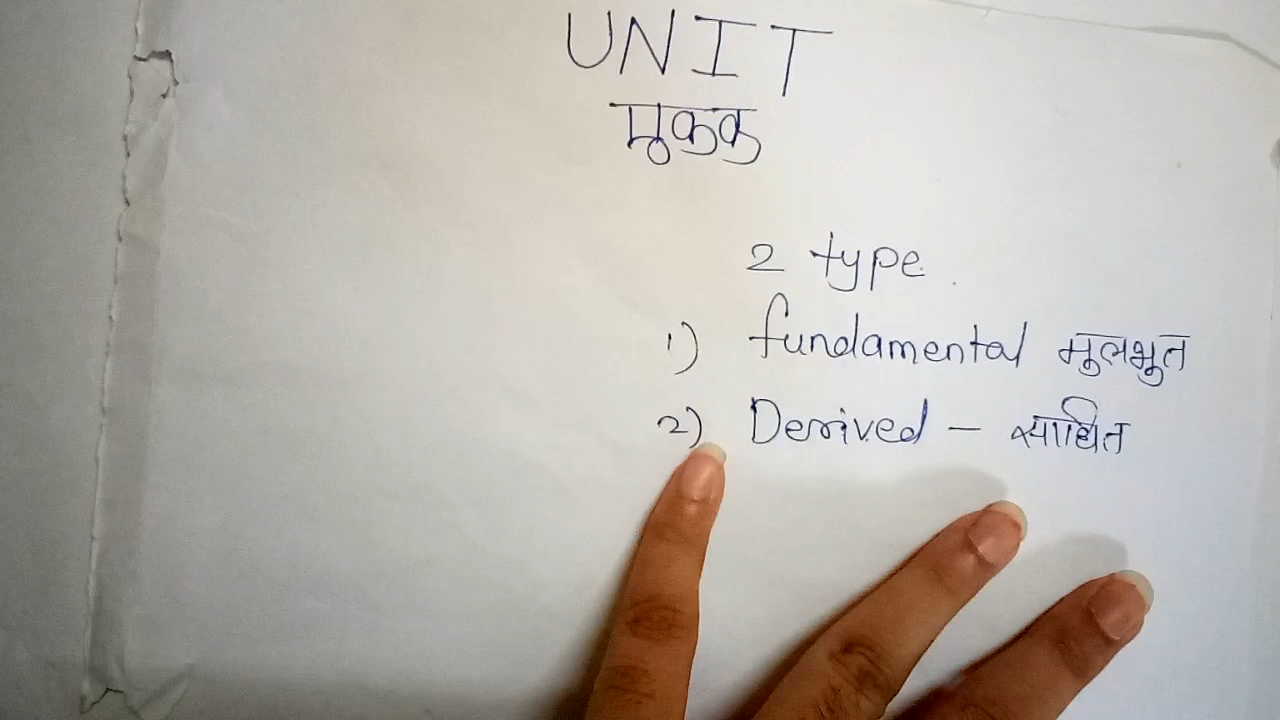 UNIT
मुकक
2 type
1) fundamental मुलभुत
2) Derived - साधित